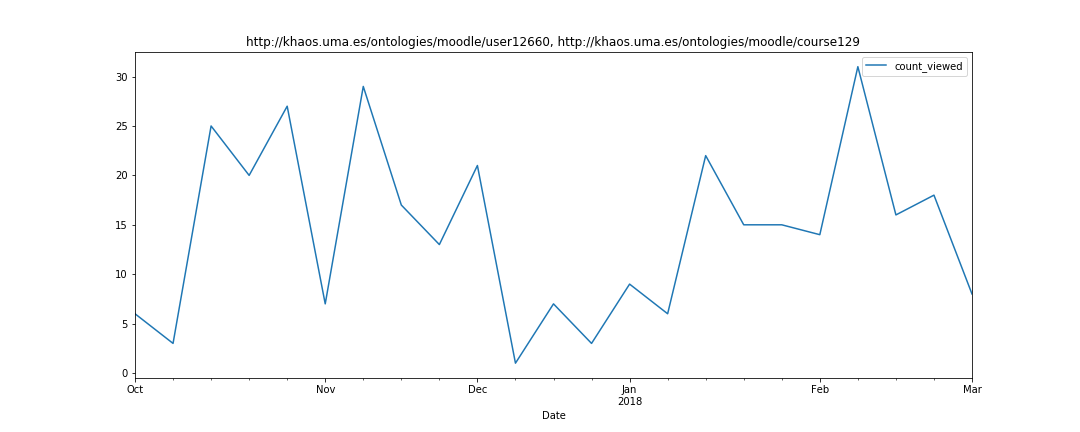 http://khaos.uma.es/ontologies/moodle/user12660, http://khaos.uma.es/ontologies/moodle/course129
count_viewed
30
25
20
15
10
5
0
Oct Nov Dec Jan Feb Mar
2018
Date